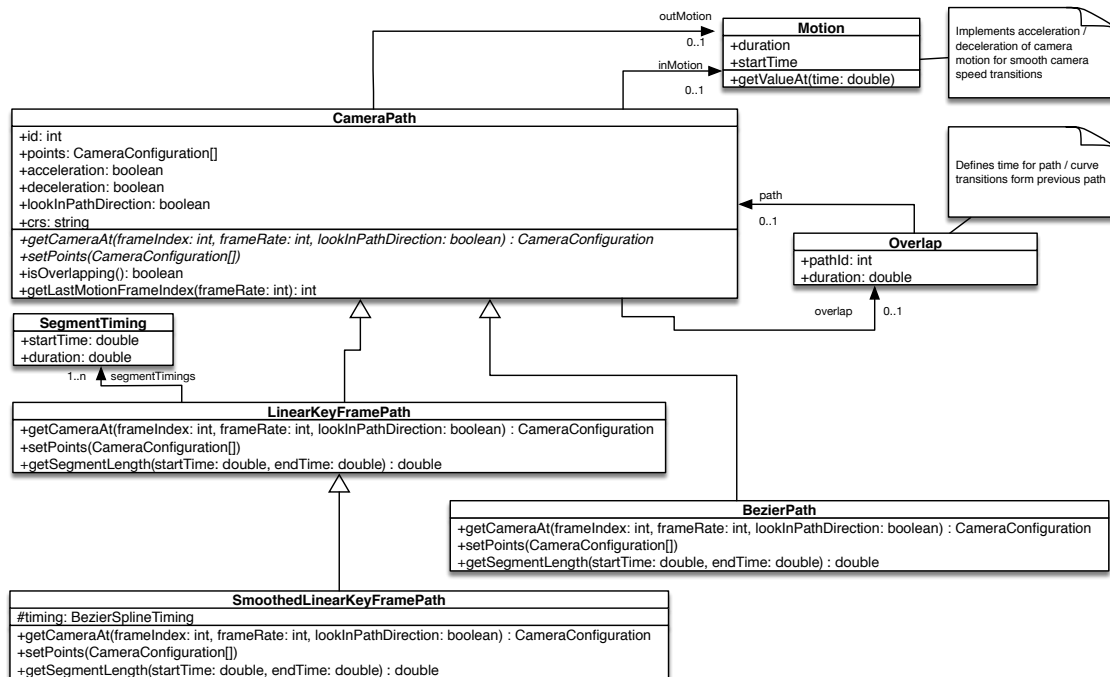 outMotion
0..1
inMotion
0..1
Motion
+duration
+startTime
+getValueAt(time: double)
Implements acceleration /
deceleration of camera
motion for smooth camera
speed transitions
CameraPath
+id: int
+points: CameraConfiguration[]
+acceleration: boolean
+deceleration: boolean
+lookInPathDirection: boolean
+crs: string
+getCameraAt(frameIndex: int, frameRate: int, lookInPathDirection: boolean) : CameraConfiguration
+setPoints(CameraConfiguration[])
+isOverlapping(): boolean
+getLastMotionFrameIndex(frameRate: int): int
Defines time for path / curve
transitions form previous path
path
0..1
Overlap
+pathId: int
+duration: double
overlap
0..1
SegmentTiming
+startTime: double
+duration: double
1..n
segmentTimings
LinearKeyFramePath
+getCameraAt(frameIndex: int, frameRate: int, lookInPathDirection: boolean) : CameraConfiguration
+setPoints(CameraConfiguration[])
+getSegmentLength(startTime: double, endTime: double) : double
BezierPath
+getCameraAt(frameIndex: int, frameRate: int, lookInPathDirection: boolean) : CameraConfiguration
+setPoints(CameraConfiguration[])
+getSegmentLength(startTime: double, endTime: double) : double
SmoothedLinearKeyFramePath
#timing: BezierSplineTiming
+getCameraAt(frameIndex: int, frameRate: int, lookInPathDirection: boolean) : CameraConfiguration
+setPoints(CameraConfiguration[])
+getSegmentLength(startTime: double, endTime: double) : double